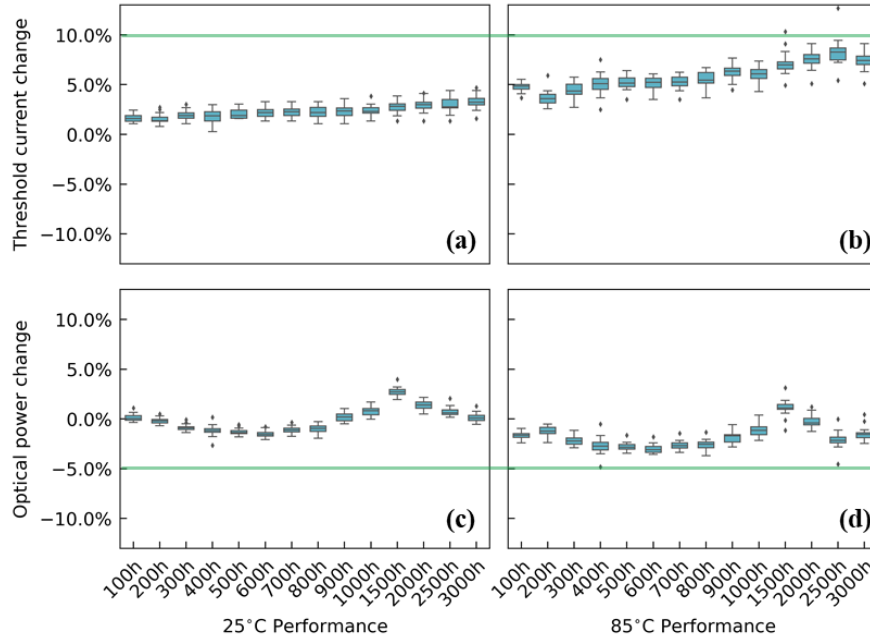 Threshold current change
10.0%
5.0%
0.0%
−5.0%
−10.0%
(a)
(b)
Optical power change
10.0%
5.0%
0.0%
−5.0%
−10.0%
(c)
(d)
100h 200h 300h 400h 500h 600h 700h 800h 900h 1000h 1500h 2000h 2500h 3000h
100h 200h 300h 400h 500h 600h 700h 800h 900h 1000h 1500h 2000h 2500h 3000h
25°C Performance
85°C Performance